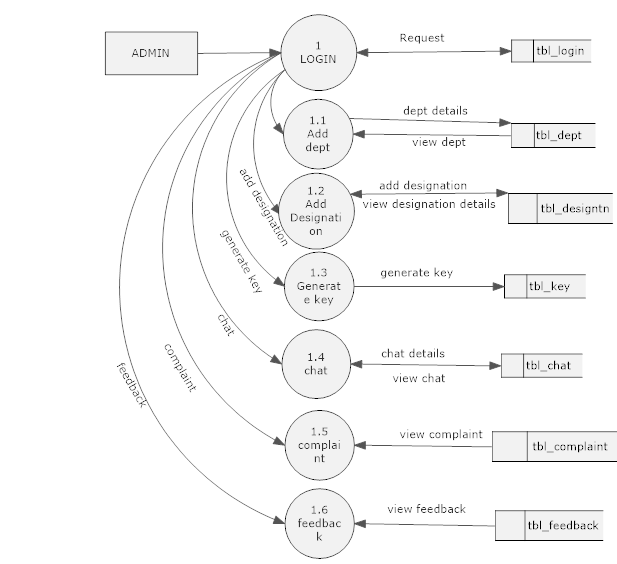 ADMIN
1
LOGIN
Request
tbl_login
1.1
Add
dept
dept details
view dept
tbl_dept
1.2
Add
Designati
on
add designation
view designation details
tbl_designtn
add designation
1.3
Generat
e key
generate key
tbl_key
generate key
1.4
chat
chat details
view chat
tbl_chat
chat
1.5
complai
nt
view complaint
tbl_complaint
complaint
1.6
feedbac
k
view feedback
tbl_feedback
feedback